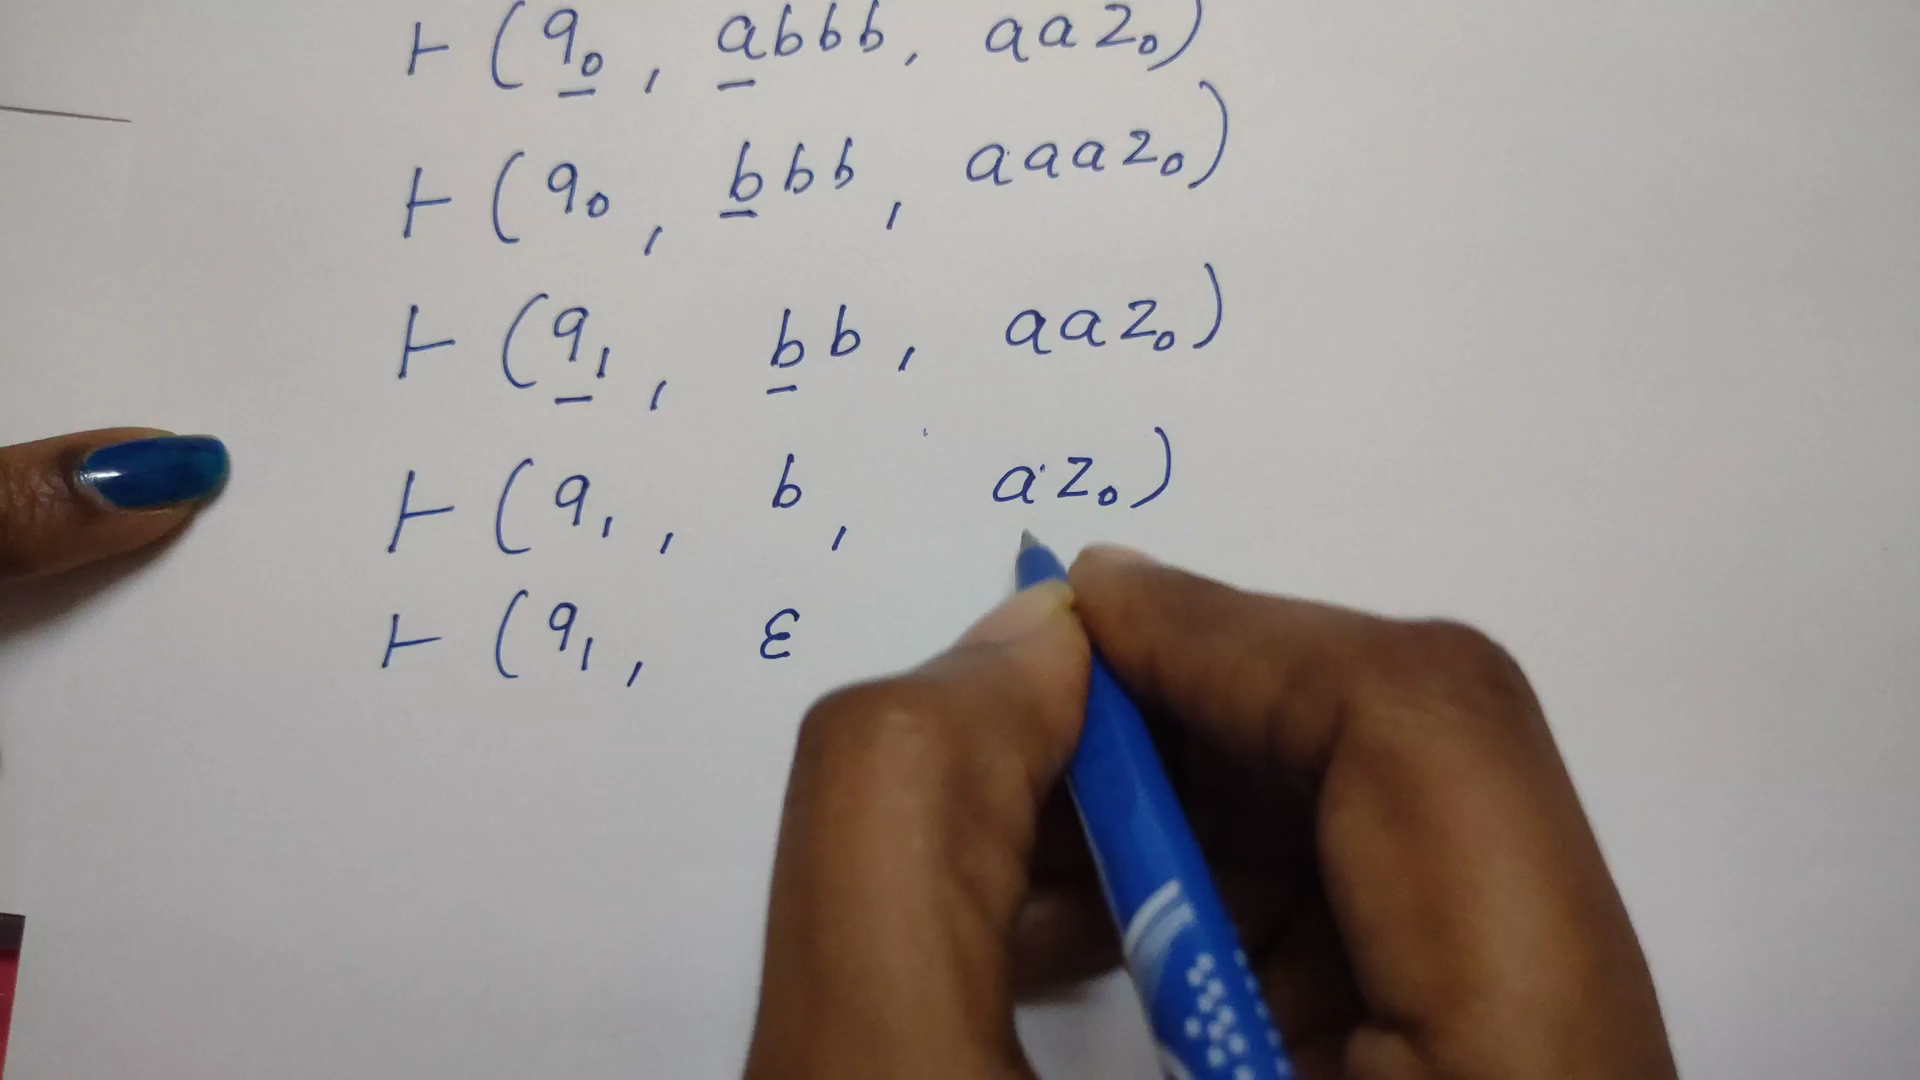 ⊢ (q₀, abbb, aaz₀)
⊢ (q₀, bbb, aaaz₀)
⊢ (q₁, bb, aaz₀)
⊢ (q₁, b, az₀)
⊢ (q₁, ε